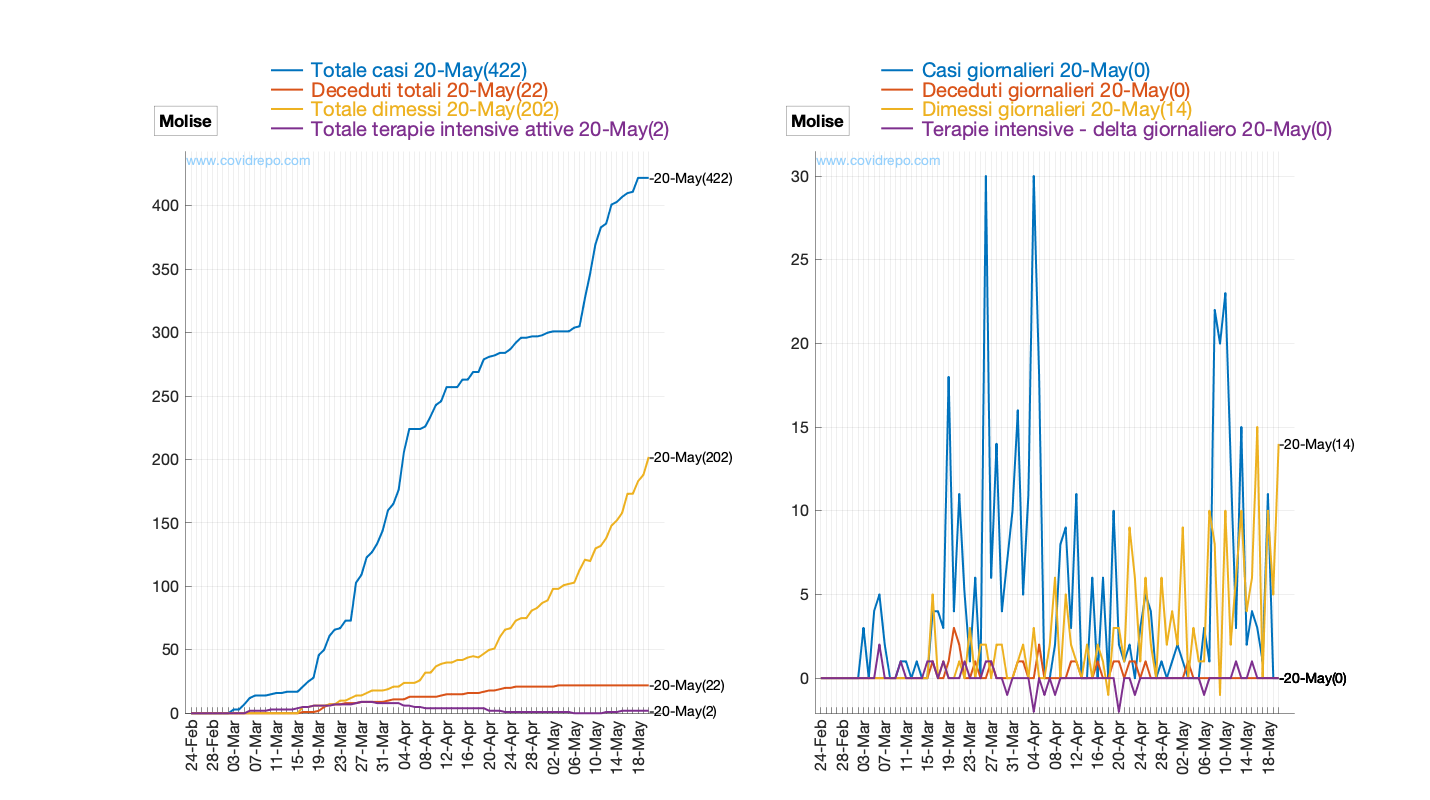 Totale casi 20-May(422)
Deceduti totali 20-May(22)
Totale dimessi 20-May(202)
Totale terapie intensive attive 20-May(2)
Molise
www.covidrepo.com
400
350
300
250
200
150
100
50
0
-20-May(422)
-20-May(202)
-20-May(22)
-20-May(2)
24-Feb
28-Feb
03-Mar
07-Mar
11-Mar
15-Mar
19-Mar
23-Mar
27-Mar
31-Mar
04-Apr
08-Apr
12-Apr
16-Apr
20-Apr
24-Apr
28-Apr
02-May
06-May
10-May
14-May
18-May
Casi giornalieri 20-May(0)
Deceduti giornalieri 20-May(0)
Dimessi giornalieri 20-May(14)
Terapie intensive - delta giornaliero 20-May(0)
Molise
www.covidrepo.com
30
25
20
15
10
5
0
-20-May(14)
-20-May(0)
24-Feb
28-Feb
03-Mar
07-Mar
11-Mar
15-Mar
19-Mar
23-Mar
27-Mar
31-Mar
04-Apr
08-Apr
12-Apr
16-Apr
20-Apr
24-Apr
28-Apr
02-May
06-May
10-May
14-May
18-May